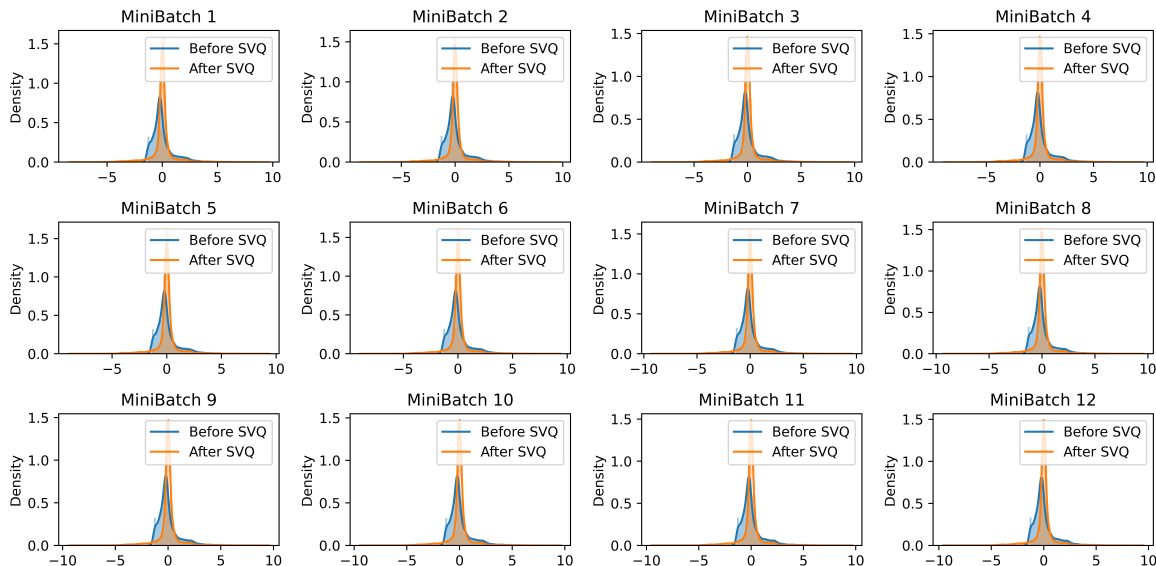 MiniBatch 1
MiniBatch 2
MiniBatch 3
MiniBatch 4
Density
1.5
1.0
0.5
0.0
Before SVQ
After SVQ
−5 0 5 10
Density
1.5
1.0
0.5
0.0
Before SVQ
After SVQ
−5 0 5 10
Density
1.5
1.0
0.5
0.0
Before SVQ
After SVQ
−5 0 5 10
Density
1.5
1.0
0.5
0.0
Before SVQ
After SVQ
−5 0 5 10
MiniBatch 5
MiniBatch 6
MiniBatch 7
MiniBatch 8
Density
1.5
1.0
0.5
0.0
Before SVQ
After SVQ
−5 0 5 10
Density
1.5
1.0
0.5
0.0
Before SVQ
After SVQ
−5 0 5 10
Density
1.5
1.0
0.5
0.0
Before SVQ
After SVQ
−10 −5 0 5 10
Density
1.5
1.0
0.5
0.0
Before SVQ
After SVQ
−10 −5 0 5 10
MiniBatch 9
MiniBatch 10
MiniBatch 11
MiniBatch 12
Density
1.5
1.0
0.5
0.0
Before SVQ
After SVQ
−10 −5 0 5 10
Density
1.5
1.0
0.5
0.0
Before SVQ
After SVQ
−10 −5 0 5 10
Density
1.5
1.0
0.5
0.0
Before SVQ
After SVQ
−10 −5 0 5 10
Density
1.5
1.0
0.5
0.0
Before SVQ
After SVQ
−10 −5 0 5 10